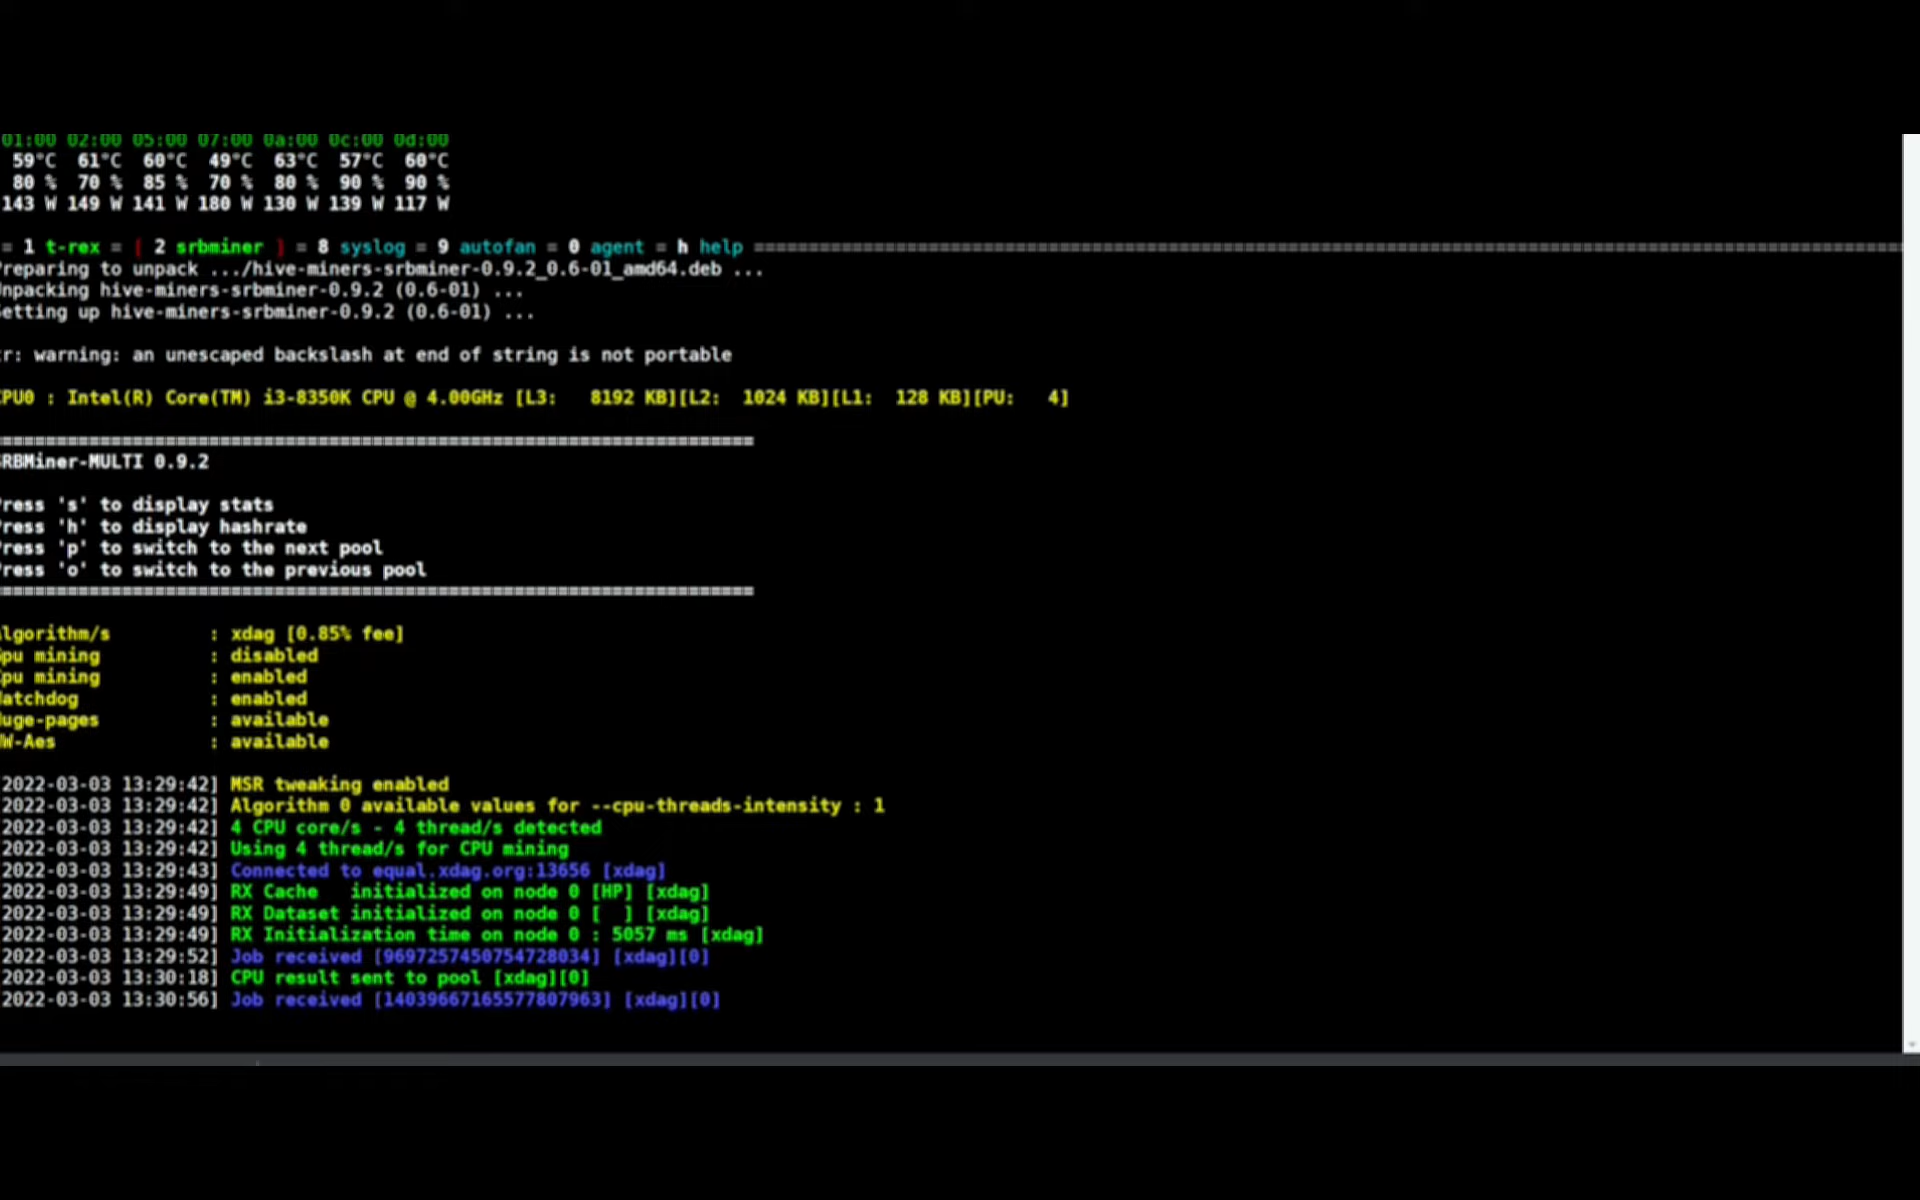 01:00 02:00 05:00 07:00 0a:00 0c:00 0d:00
59°C 61°C 60°C 49°C 63°C 57°C 60°C
80 % 70 % 85 % 70 % 80 % 90 % 90 %
143 W 149 W 141 W 180 W 130 W 139 W 117 W
= 1 t-rex = [ 2 srbminer ] = 8 syslog = 9 autofan = 0 agent = h help
reparing to unpack .../hive-miners-srbminer-0.9.2_0.6-01_amd64.deb ...
npacking hive-miners-srbminer-0.9.2 (0.6-01) ...
etting up hive-miners-srbminer-0.9.2 (0.6-01) ...
r: warning: an unescaped backslash at end of string is not portable
CPU0 : Intel(R) Core(TM) i3-8350K CPU @ 4.00GHz [L3: 8192 KB][L2: 1024 KB][L1: 128 KB][PU: 4]
==========================================
SRBMiner-MULTI 0.9.2
Press 's' to display stats
Press 'h' to display hashrate
Press 'p' to switch to the next pool
Press 'o' to switch to the previous pool
==========================================
lgorithm/s : xdag [0.85% fee]
pu mining : disabled
pu mining : enabled
atchdog : enabled
uge-pages : available
W-Aes : available
2022-03-03 13:29:42] MSR tweaking enabled
2022-03-03 13:29:42] Algorithm 0 available values for --cpu-threads-intensity : 1
2022-03-03 13:29:42] 4 CPU core/s - 4 thread/s detected
2022-03-03 13:29:42] Using 4 thread/s for CPU mining
2022-03-03 13:29:43] Connected to equal.xdag.org:13656 [xdag]
2022-03-03 13:29:49] RX Cache initialized on node 0 [HP] [xdag]
2022-03-03 13:29:49] RX Dataset initialized on node 0 [ ] [xdag]
2022-03-03 13:29:49] RX Initialization time on node 0 : 5057 ms [xdag]
2022-03-03 13:29:52] Job received [9697257450754728034] [xdag][0]
2022-03-03 13:30:18] CPU result sent to pool [xdag][0]
2022-03-03 13:30:56] Job received [14039667165577807963] [xdag][0]